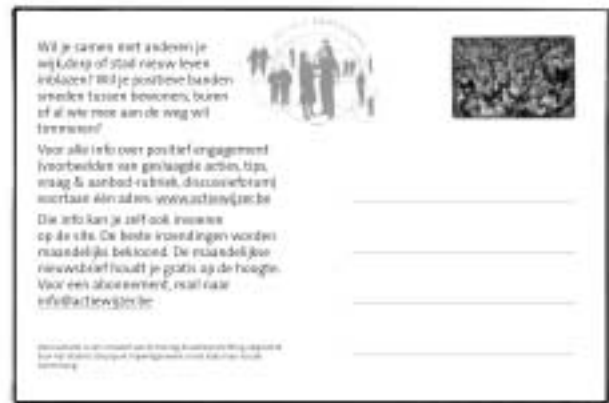 Wil je samen met anderen je
wijk, dorp of stad nieuw leven
inblazen? Wil je positieve banden
smeden tussen bewoners, buren
of al wie mee aan de weg wil
timmeren?
Voor alle info over positief engagement
(voorbeelden van geslaagde acties, tips,
vraag & aanbod-rubriek, discussieforum)
voortaan één adres: www.actiewijzer.be
Die info kan je zelf ook invoeren
op de site. De beste inzendingen worden
maandelijks bekroond. De maandelijkse
nieuwsbrief houdt je gratis op de hoogte.
Voor een abonnement, mail naar
info@actiewijzer.be